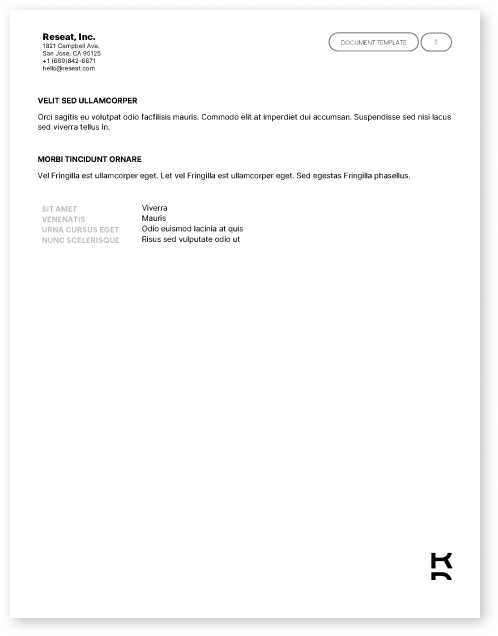 Reseat, Inc.
1821 Campbell Ave.
San Jose, CA 95125
+1 (669)842-6671
hello@reseat.com
DOCUMENT TEMPLATE
2
VELIT SED ULLAMCORPER
Orci sagitis eu volutpat odio facfilisis mauris. Commodo elit at imperdiet dui accumsan. Suspendisse sed nisi lacus
sed viverra tellus in.
MORBI TINCIDUNT ORNARE
Vel Fringilla est ullamcorper eget. Let vel Fringilla est ullamcorper eget. Sed egestas Fringilla phasellus.
SIT AMET Viverra
VENENATIS Mauris
URNA CURSUS EGET Odio euismod lacinia at quis
NUNC SCELERISQUE Risus sed vulputate odio ut